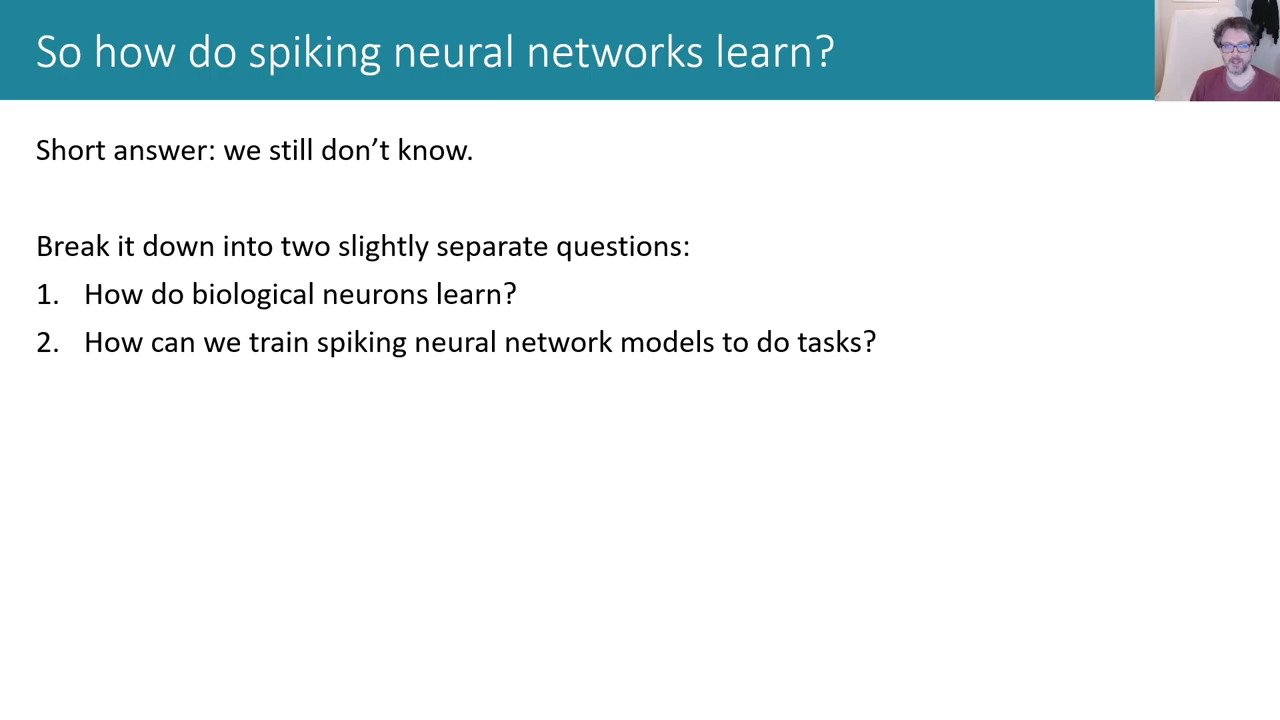 So how do spiking neural networks learn?
Short answer: we still don’t know.
Break it down into two slightly separate questions:
1. How do biological neurons learn?
2. How can we train spiking neural network models to do tasks?